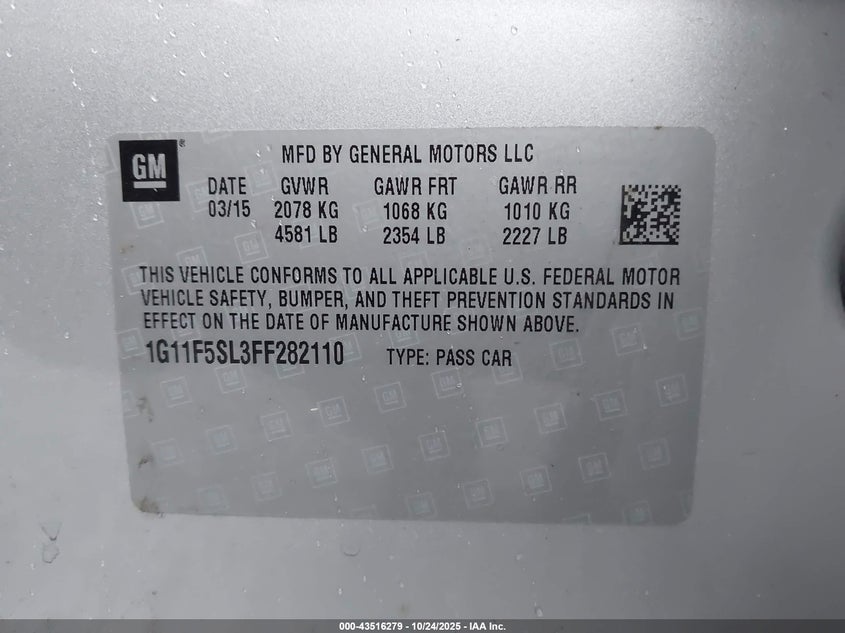 GM
MFD BY GENERAL MOTORS LLC
DATE GVWR GAWR FRT GAWR RR
03/15 2078 KG 1068 KG 1010 KG
4581 LB 2354 LB 2227 LB
THIS VEHICLE CONFORMS TO ALL APPLICABLE U.S. FEDERAL MOTOR
VEHICLE SAFETY, BUMPER, AND THEFT PREVENTION STANDARDS IN
EFFECT ON THE DATE OF MANUFACTURE SHOWN ABOVE.
1G11F5SL3FF282110 TYPE: PASS CAR
000-43516279 - 10/24/2025 - IAA Inc.